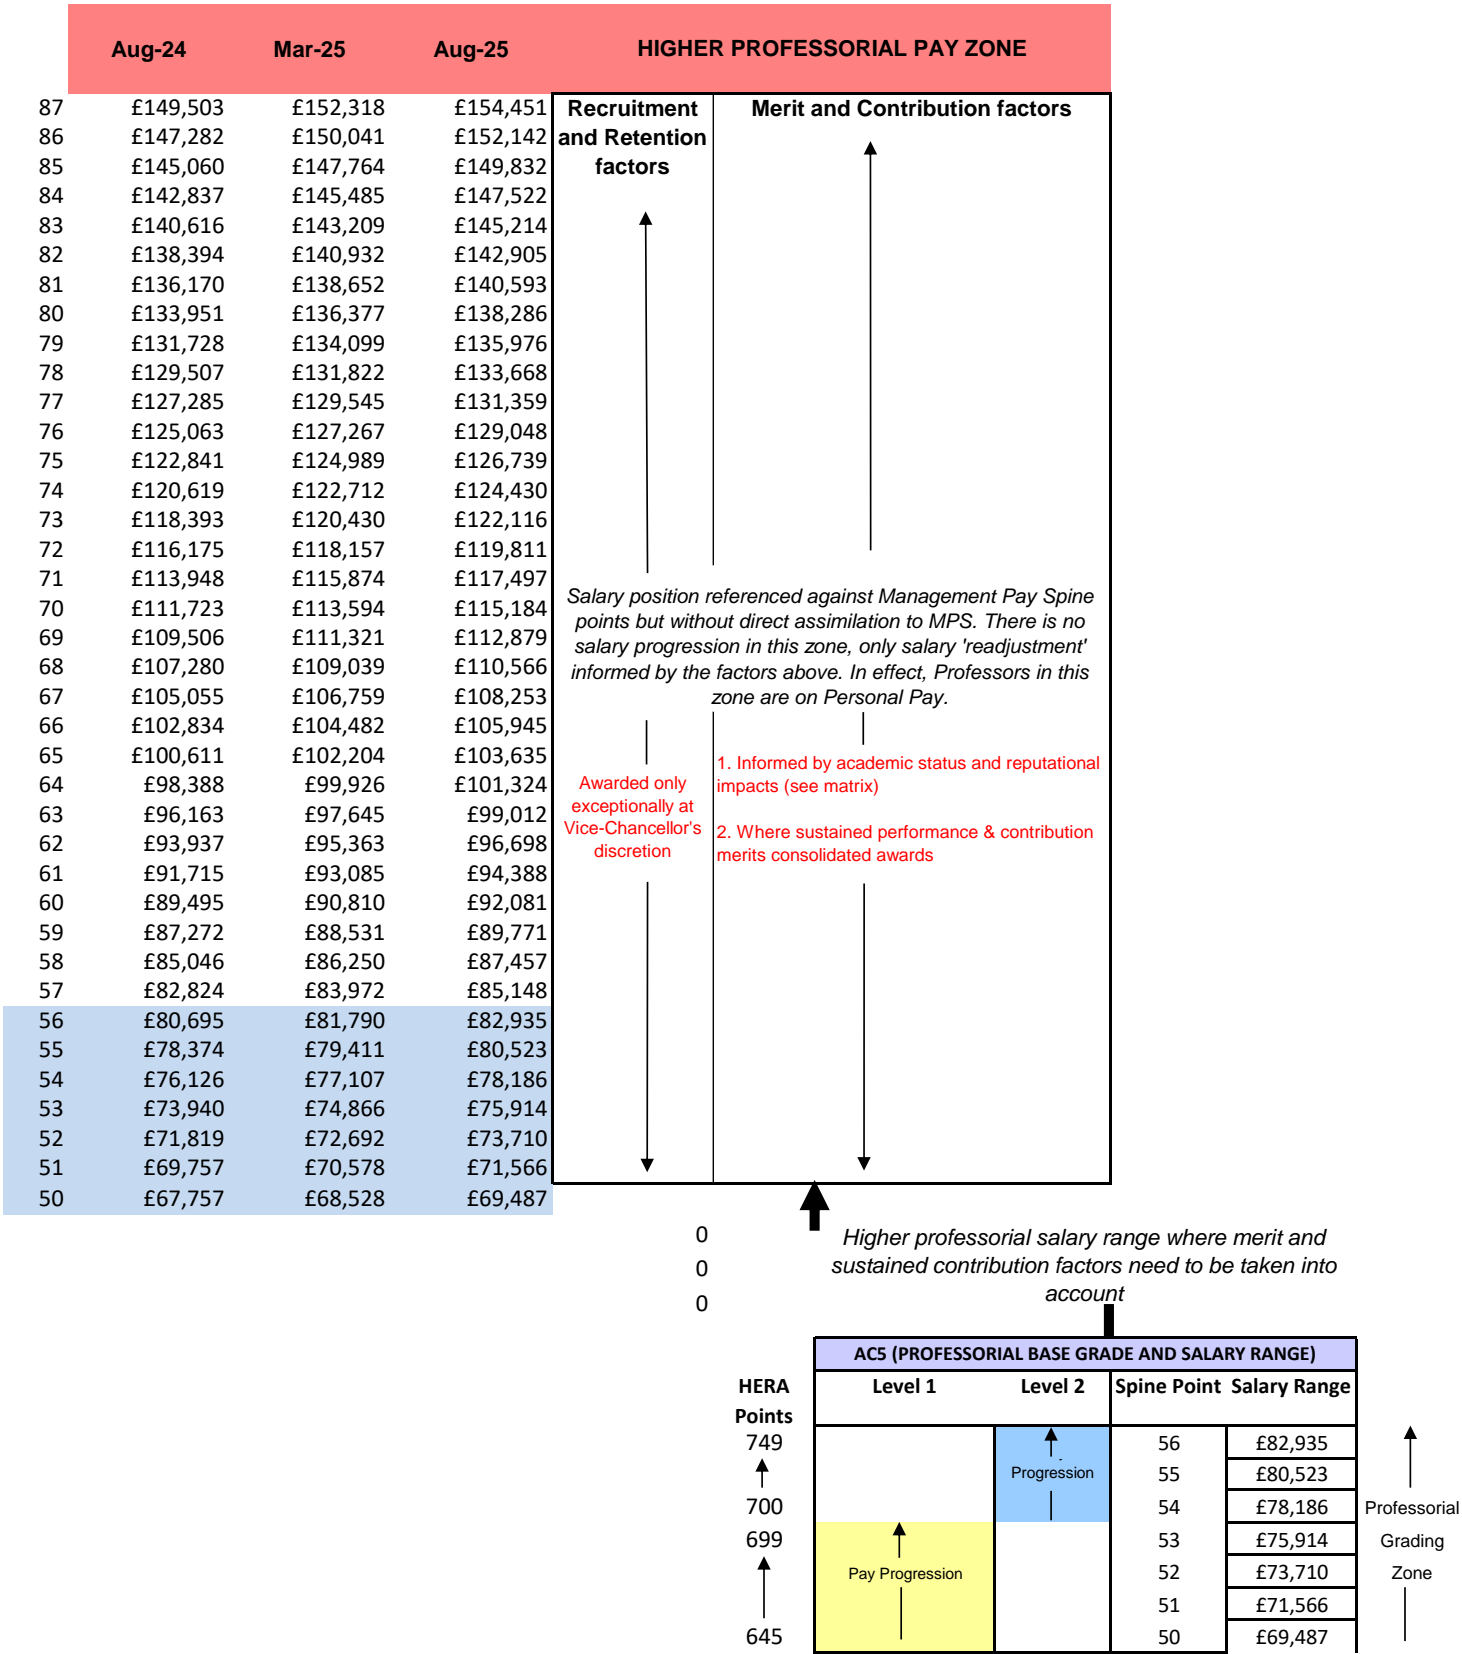 Aug-24 Mar-25 Aug-25 HIGHER PROFESSORIAL PAY ZONE
87 £149,503 £152,318 £154,451 Recruitment Merit and Contribution factors
86 £147,282 £150,041 £152,142 and Retention
85 £145,060 £147,764 £149,832 factors
84 £142,837 £145,485 £147,522
83 £140,616 £143,209 £145,214
82 £138,394 £140,932 £142,905
81 £136,170 £138,652 £140,593
80 £133,951 £136,377 £138,286
79 £131,728 £134,099 £135,976
78 £129,507 £131,822 £133,668
77 £127,285 £129,545 £131,359
76 £125,063 £127,267 £129,048
75 £122,841 £124,989 £126,739
74 £120,619 £122,712 £124,430
73 £118,393 £120,430 £122,116
72 £116,175 £118,157 £119,811
71 £113,948 £115,874 £117,497
70 £111,723 £113,594 £115,184
69 £109,506 £111,321 £112,879
68 £107,280 £109,039 £110,566
67 £105,055 £106,759 £108,253
66 £102,834 £104,482 £105,945
65 £100,611 £102,204 £103,635
64 £98,388 £99,926 £101,324
63 £96,163 £97,645 £99,012
62 £93,937 £95,363 £96,698
61 £91,715 £93,085 £94,388
60 £89,495 £90,810 £92,081
59 £87,272 £88,531 £89,771
58 £85,046 £86,250 £87,457
57 £82,824 £83,972 £85,148
56 £80,695 £81,790 £82,935
55 £78,374 £79,411 £80,523
54 £76,126 £77,107 £78,186
53 £73,940 £74,866 £75,914
52 £71,819 £72,692 £73,710
51 £69,757 £70,578 £71,566
50 £67,757 £68,528 £69,487
Salary position referenced against Management Pay Spine
points but without direct assimilation to MPS. There is no
salary progression in this zone, only salary 'readjustment'
informed by the factors above. In effect, Professors in this
zone are on Personal Pay.
Awarded only
exceptionally at
Vice-Chancellor's
discretion
1. Informed by academic status and reputational
impacts (see matrix)
2. Where sustained performance & contribution
merits consolidated awards
0
0
0
Higher professorial salary range where merit and
sustained contribution factors need to be taken into
account
AC5 (PROFESSORIAL BASE GRADE AND SALARY RANGE)
HERA Level 1 Level 2 Spine Point Salary Range
Points
749 56 £82,935
Progression 55 £80,523
700 54 £78,186 Professorial
699 53 £75,914 Grading
Pay Progression 52 £73,710 Zone
51 £71,566
645 50 £69,487